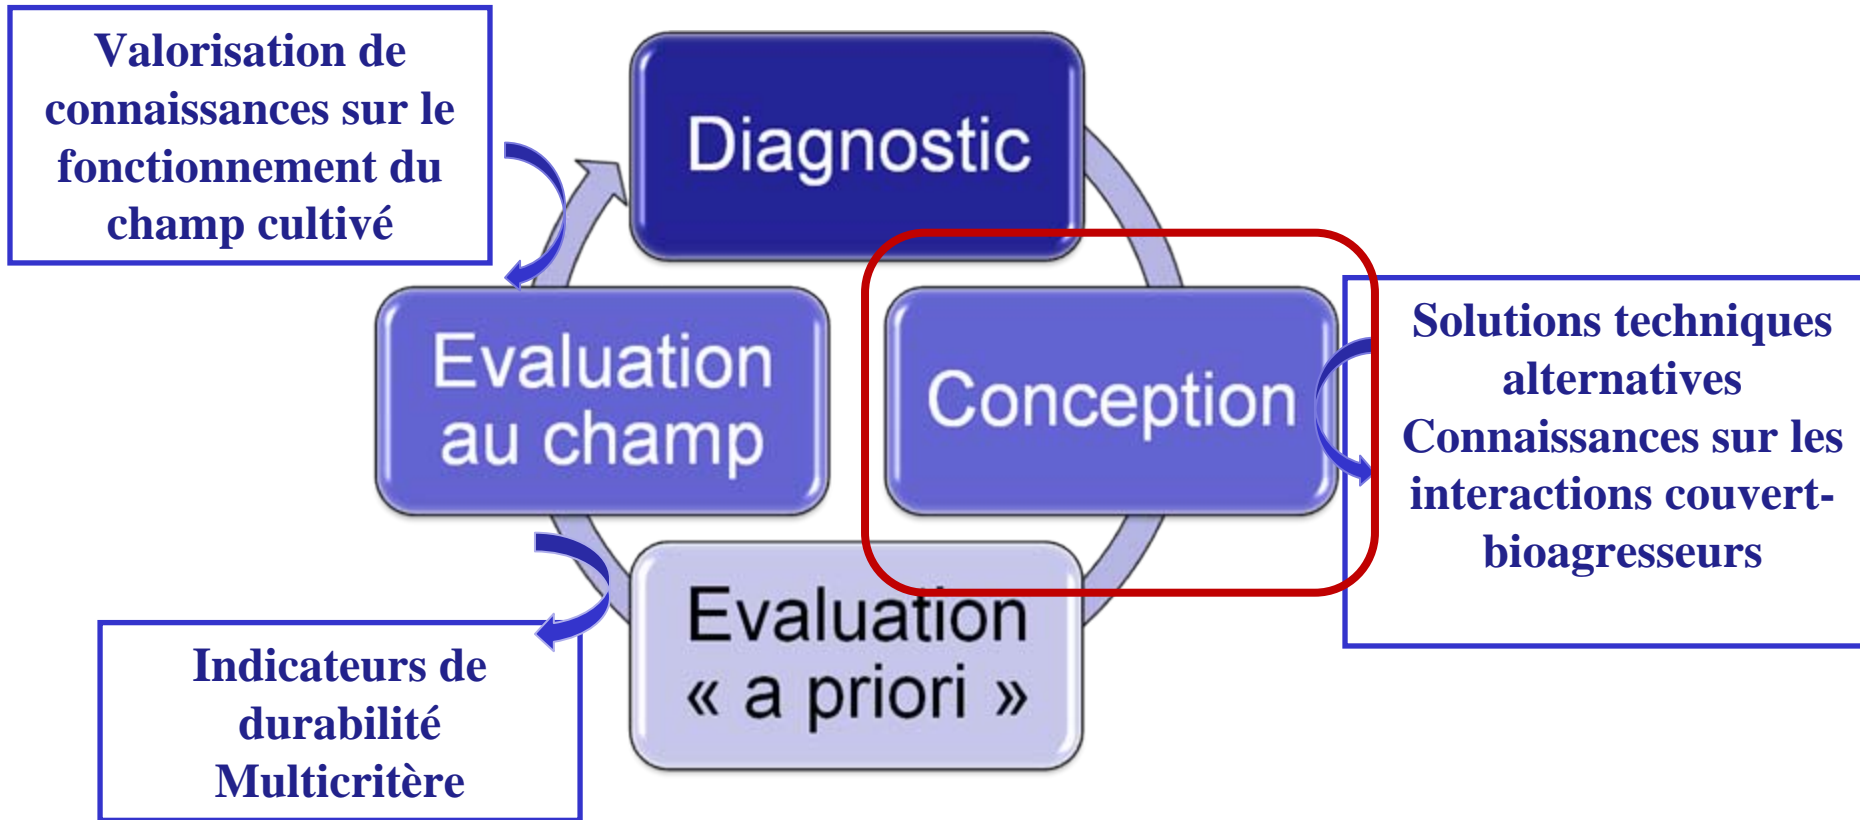 Valorisation de
connaissances sur le
fonctionnement du
champ cultivé
Diagnostic
Evaluation
au champ
Conception
Solutions techniques
alternatives
Connaissances sur les
interactions couvert-
bioagresseurs
Evaluation
« a priori »
Indicateurs de
durabilité
Multicritère